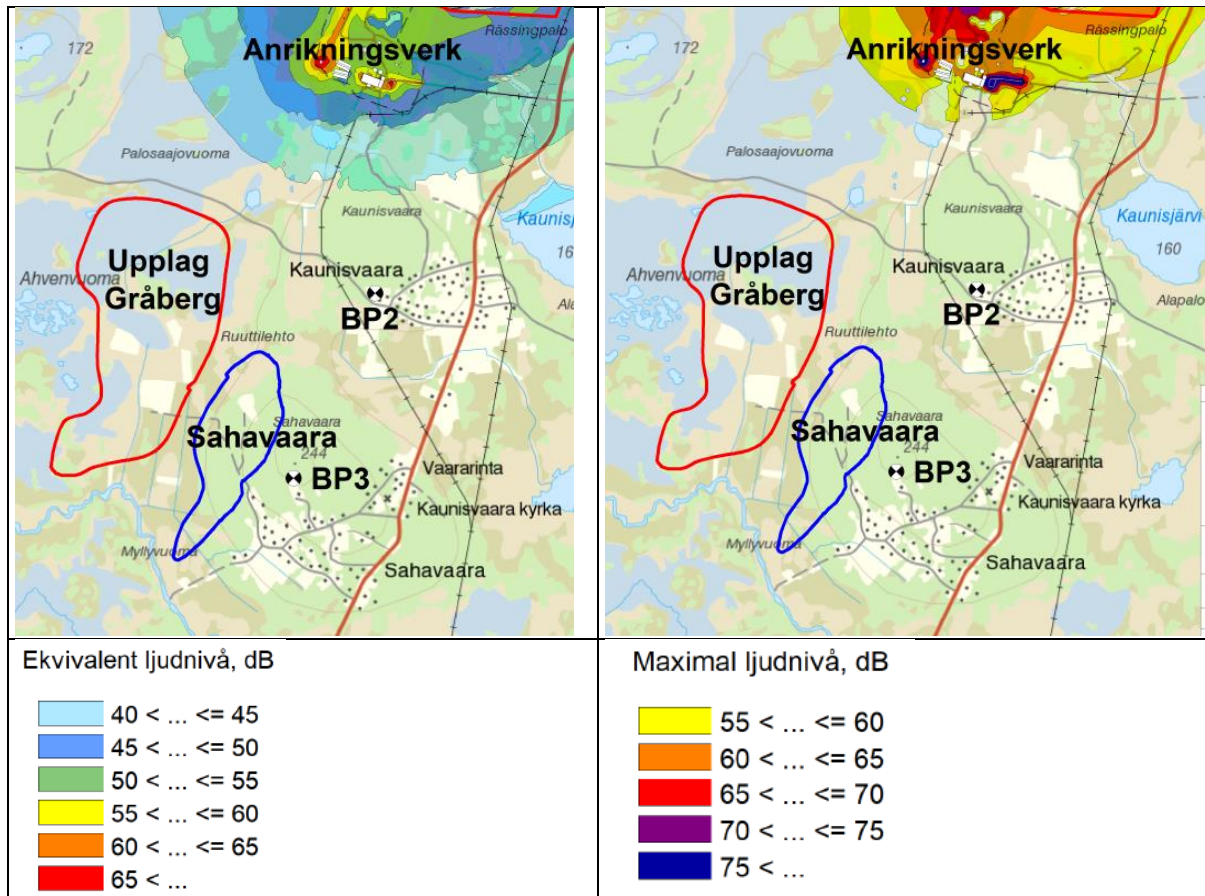 172
Anrikningsverk
Rässingpalo
Palosaajovuoma
Kaunisvaara
Kaunisj
16
Upplag
Gråberg
Ahvenvuoma
Kaunisvaara
BP2
Ala
Ruuttilehto
Sahavaara
Sahavaara
244
BP3
Vaararinta
Kaunisvaara kyrka
Myllyvuoma
Sahavaara
172
Anrikningsverk
Rässingpalo
Palosaajovuoma
Kaunisvaara
Kaunisjärvi
160
Upplag
Gråberg
Ahvenvuoma
Kaunisvaara
BP2
Alapalo
Ruuttilehto
Sahavaara
Sahavaara
244
BP3
Vaararinta
Kaunisvaara kyrka
Myllyvuoma
Sahavaara
Ekvivalent ljudnivå, dB
40 < ... <= 45
45 < ... <= 50
50 < ... <= 55
55 < ... <= 60
60 < ... <= 65
65 < ...
Maximal ljudnivå, dB
55 < ... <= 60
60 < ... <= 65
65 < ... <= 70
70 < ... <= 75
75 < ...